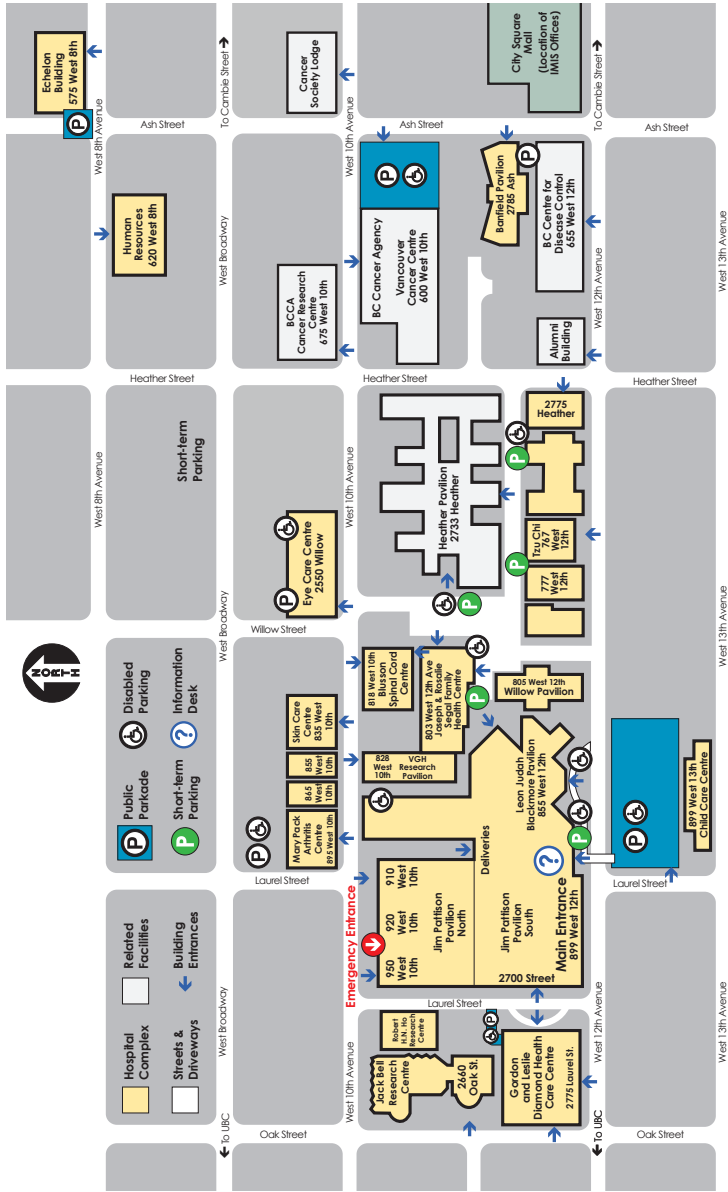 Echelon
Building
575 West 8th
P
West 8th Avenue
Ash Street
To Cambie Street
Cancer
Society Lodge
West 10th Avenue
Ash Street
City Square
Mall
(Location of
IMIS Offices)
To Cambie Street
Ash Street
Human
Resources
620 West 8th
West Broadway
BCCA
Cancer Research
Centre
675 West 10th
P
BC Cancer Agency
Vancouver
Cancer Centre
600 West 10th
Banfield Pavilion
2785 Ash
P
BC Centre for
Disease Control
655 West 12th
West 12th Avenue
West 13th Avenue
Alumni
Building
Heather Street
Heather Street
Heather Street
West 8th Avenue
Short-term
Parking
West Broadway
P
Eye Care Centre
2550 Willow
West 10th Avenue
Heather Pavilion
2733 Heather
P
2775
Heather
P
Tzu Chi
767
West
12th
P
777
West
12th
West 13th Avenue
Willow Street
NORTH
P
Public
Parkade
Disabled
Parking
P
Short-term
Parking
?
Information
Desk
Hospital
Complex
Related
Facilities
Streets &
Driveways
Building
Entrances
Skin Care
Centre
835 West
10th
855
West
10th
865
West
10th
Mary Pack
Arthritis
Centre
895 West 10th
P
Laurel Street
818 West 10th
Blusson
Spinal Cord
Centre
803 West 12th Ave
Joseph & Rosalie
Segal Family
Health Centre
P
805 West 12th
Willow Pavilion
828
West
10th
VGH
Research
Pavilion
Leon Judah
Blackmore Pavilion
855 West 12th
Deliveries
P
P
899 West 13th
Child Care Centre
Laurel Street
Emergency Entrance
910
West
10th
920
West
10th
950
West
10th
Jim Pattison
Pavilion
North
Jim Pattison
Pavilion
South
?
Main Entrance
899 West 12th
2700 Street
Laurel Street
West Broadway
West 10th Avenue
Robert
H.N. Ho
Research
Centre
Jack Bell
Research
Centre
2660
Oak St.
P
Gordon
and Leslie
Diamond Health
Care Centre
2775 Laurel St.
West 12th Avenue
West 13th Avenue
Oak Street
Oak Street
To UBC
To UBC